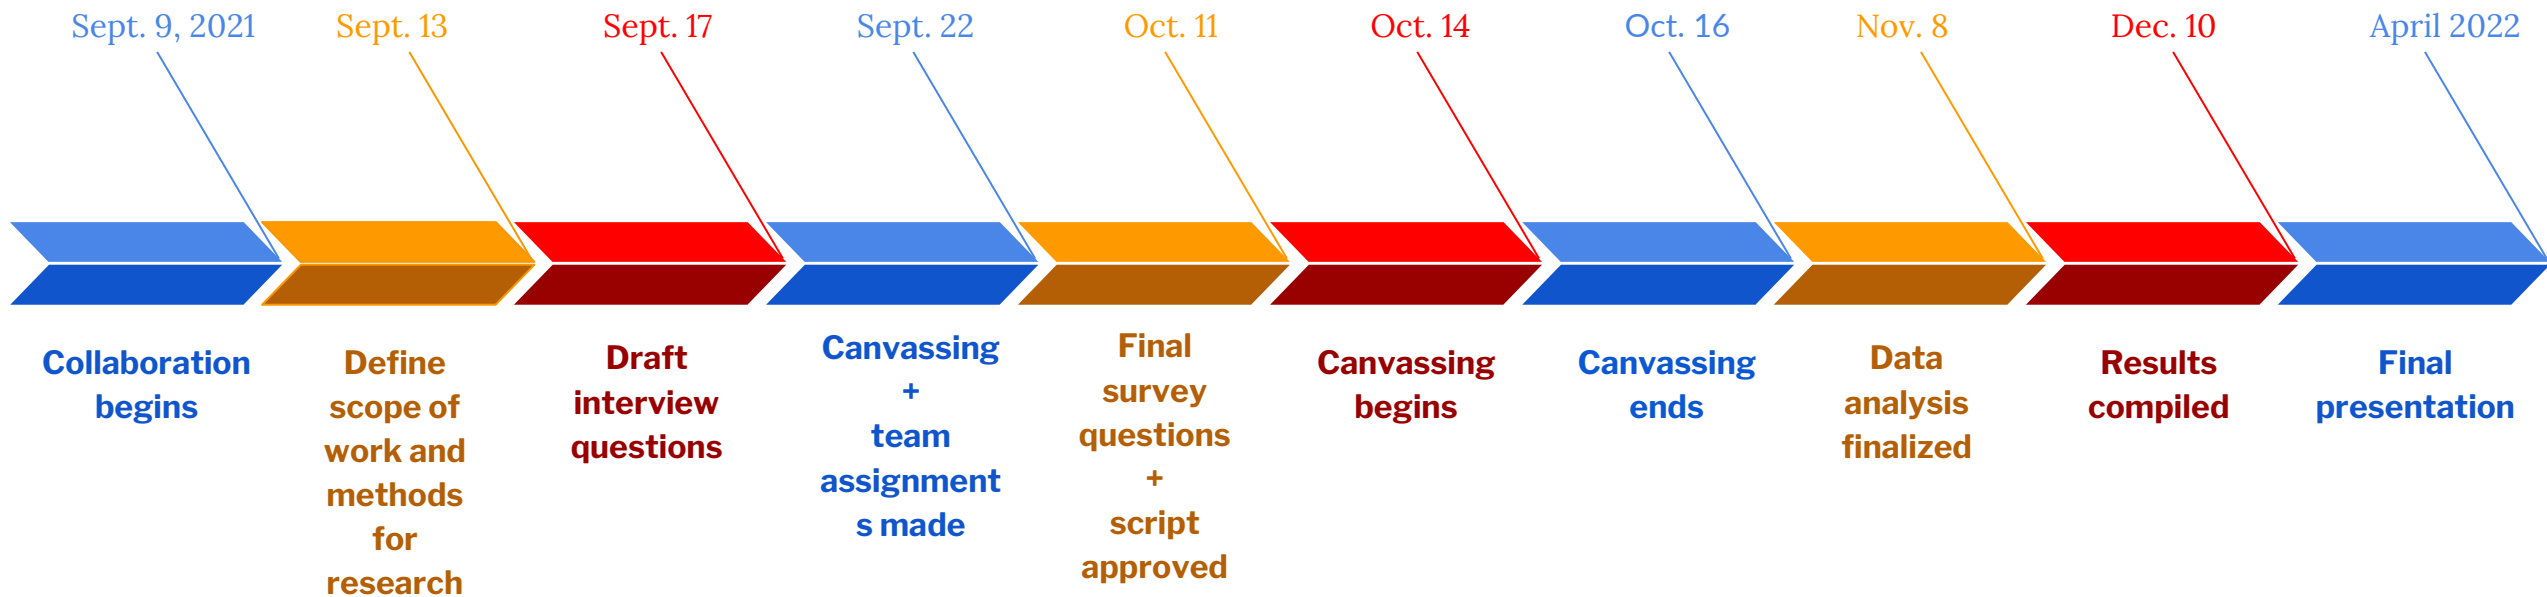 Sept. 9, 2021
Sept. 13
Sept. 17
Sept. 22
Oct. 11
Oct. 14
Oct. 16
Nov. 8
Dec. 10
April 2022
Collaboration
begins
Define
scope of
work and
methods
for
research
Draft
interview
questions
Canvassing
+
team
assignment
s made
Final
survey
questions
+
script
approved
Canvassing
begins
Canvassing
ends
Data
analysis
finalized
Results
compiled
Final
presentation